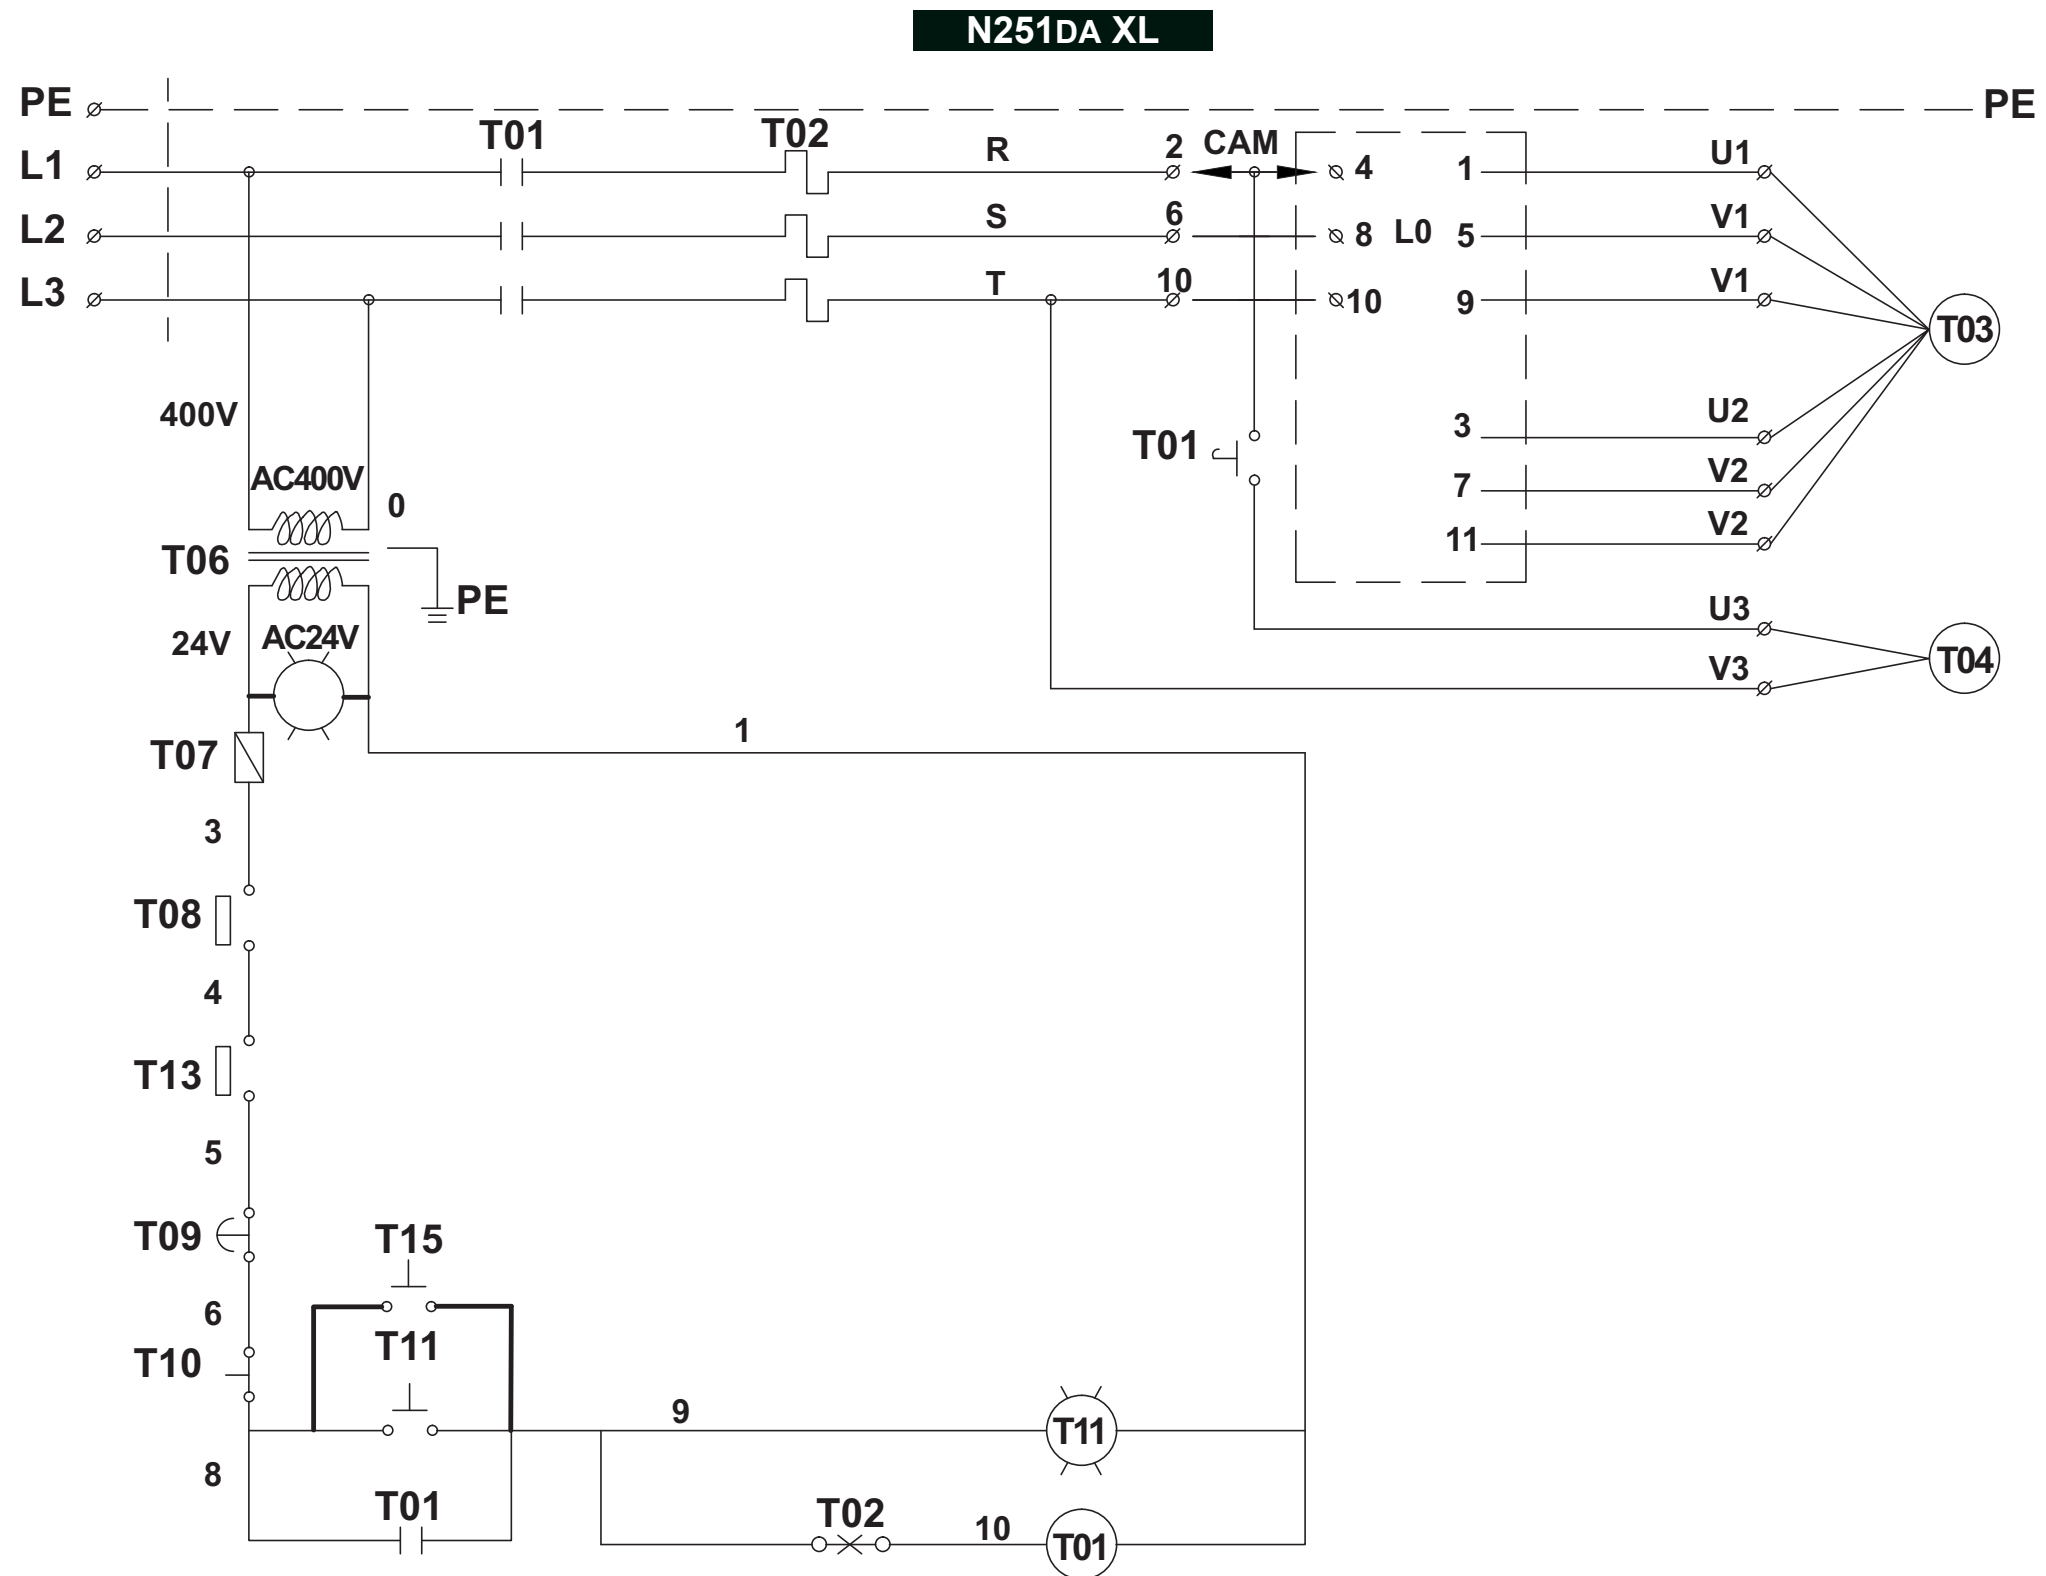 N251DA XL
PE PE
T01 T02
L1 R 2 CAM 4 1 U1
L2 S 6 8 L0 5 V1
L3 T 10 10 9 V1
T03
400V U2
3
T01
AC400V 0 7 V2
11 V2
T06
PE
24V AC24V U3
T04
V3
1
T07
3
T08
4
T13
5
T09 T15
6
T10 T11
9 T11
8
T01 T02 10 T01